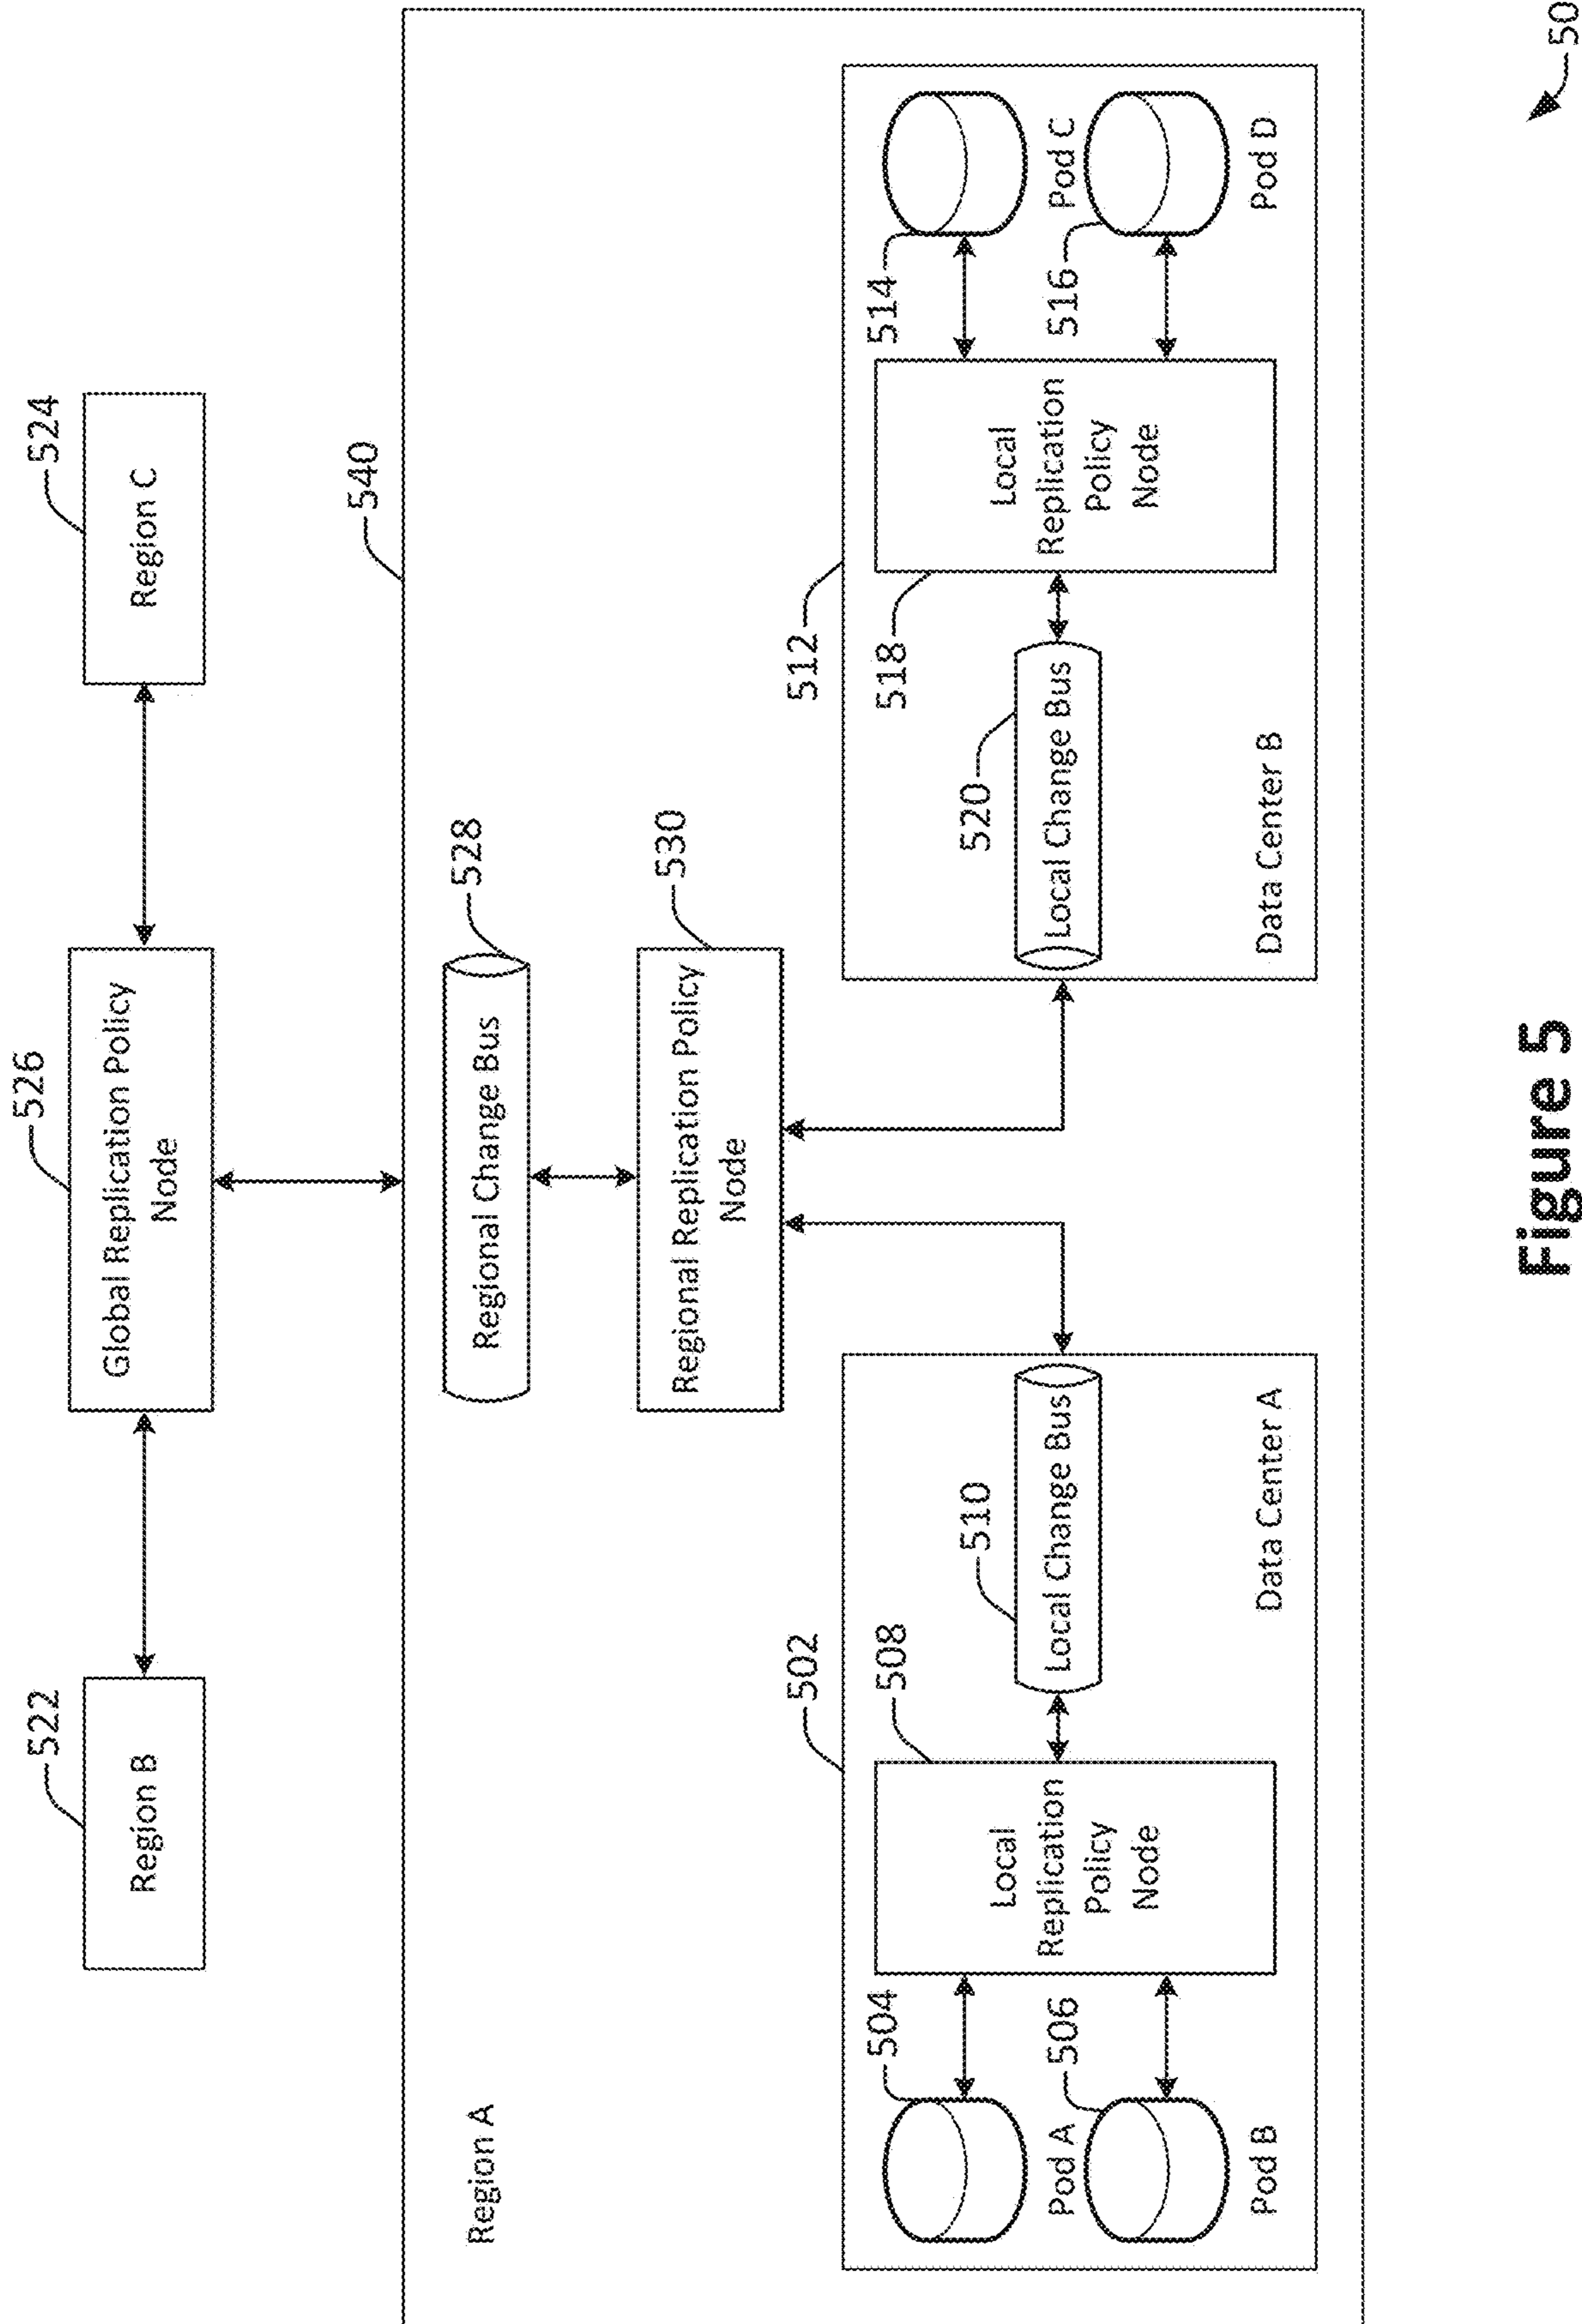 522
Region B
526
Global Replication Policy
Node
524
Region C
540
Region A
Regional Change Bus
528
Regional Replication Policy
Node
530
502
504
Pod A
506
Pod B
508
Local
Replication
Policy
Node
510
Local Change Bus
Data Center A
512
520
Local Change Bus
518
Local
Replication
Policy
Node
514
Pod C
516
Pod D
Data Center B
Figure 5
50